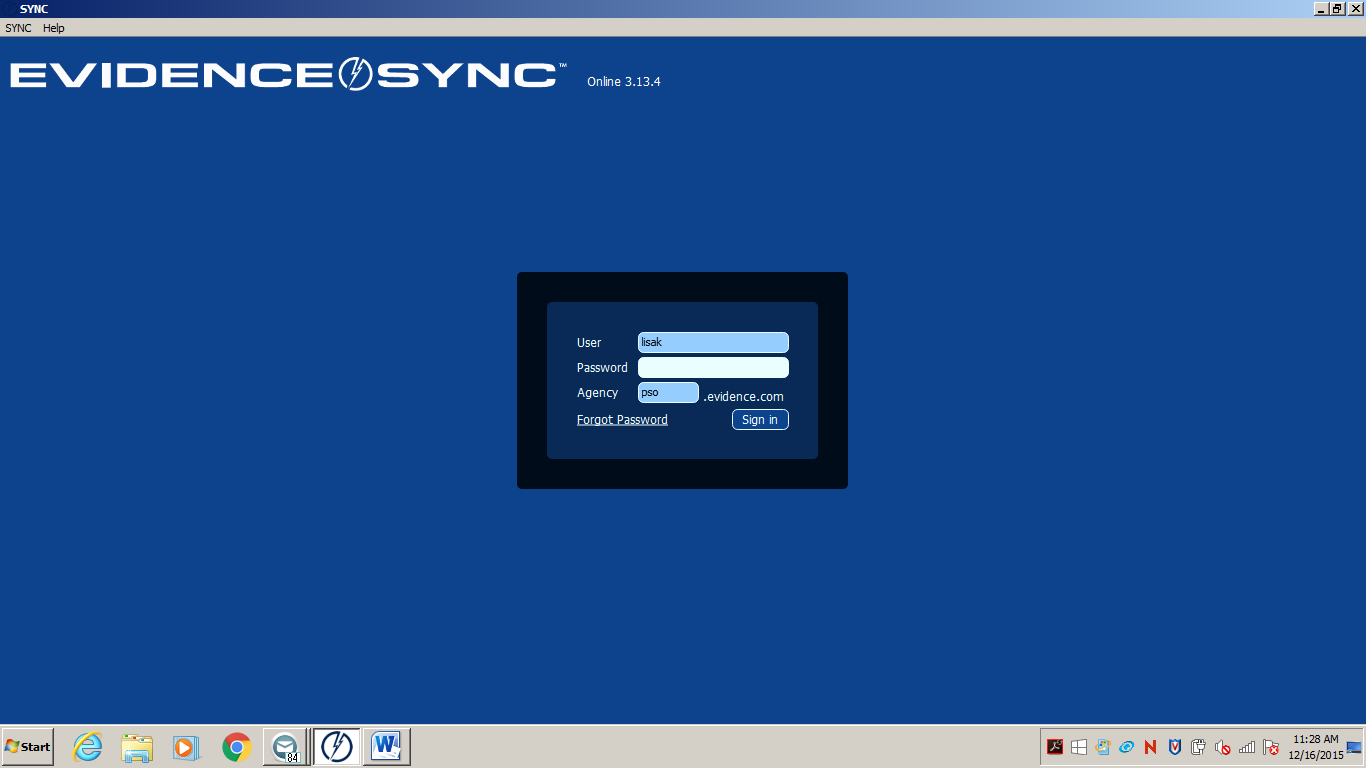 SYNC
SYNC Help
EVIDENCE SYNC™ Online 3.13.4
User lisak
Password
Agency pso .evidence.com
Forgot Password Sign in
Start 84 W N V 11:28 AM
12/16/2015